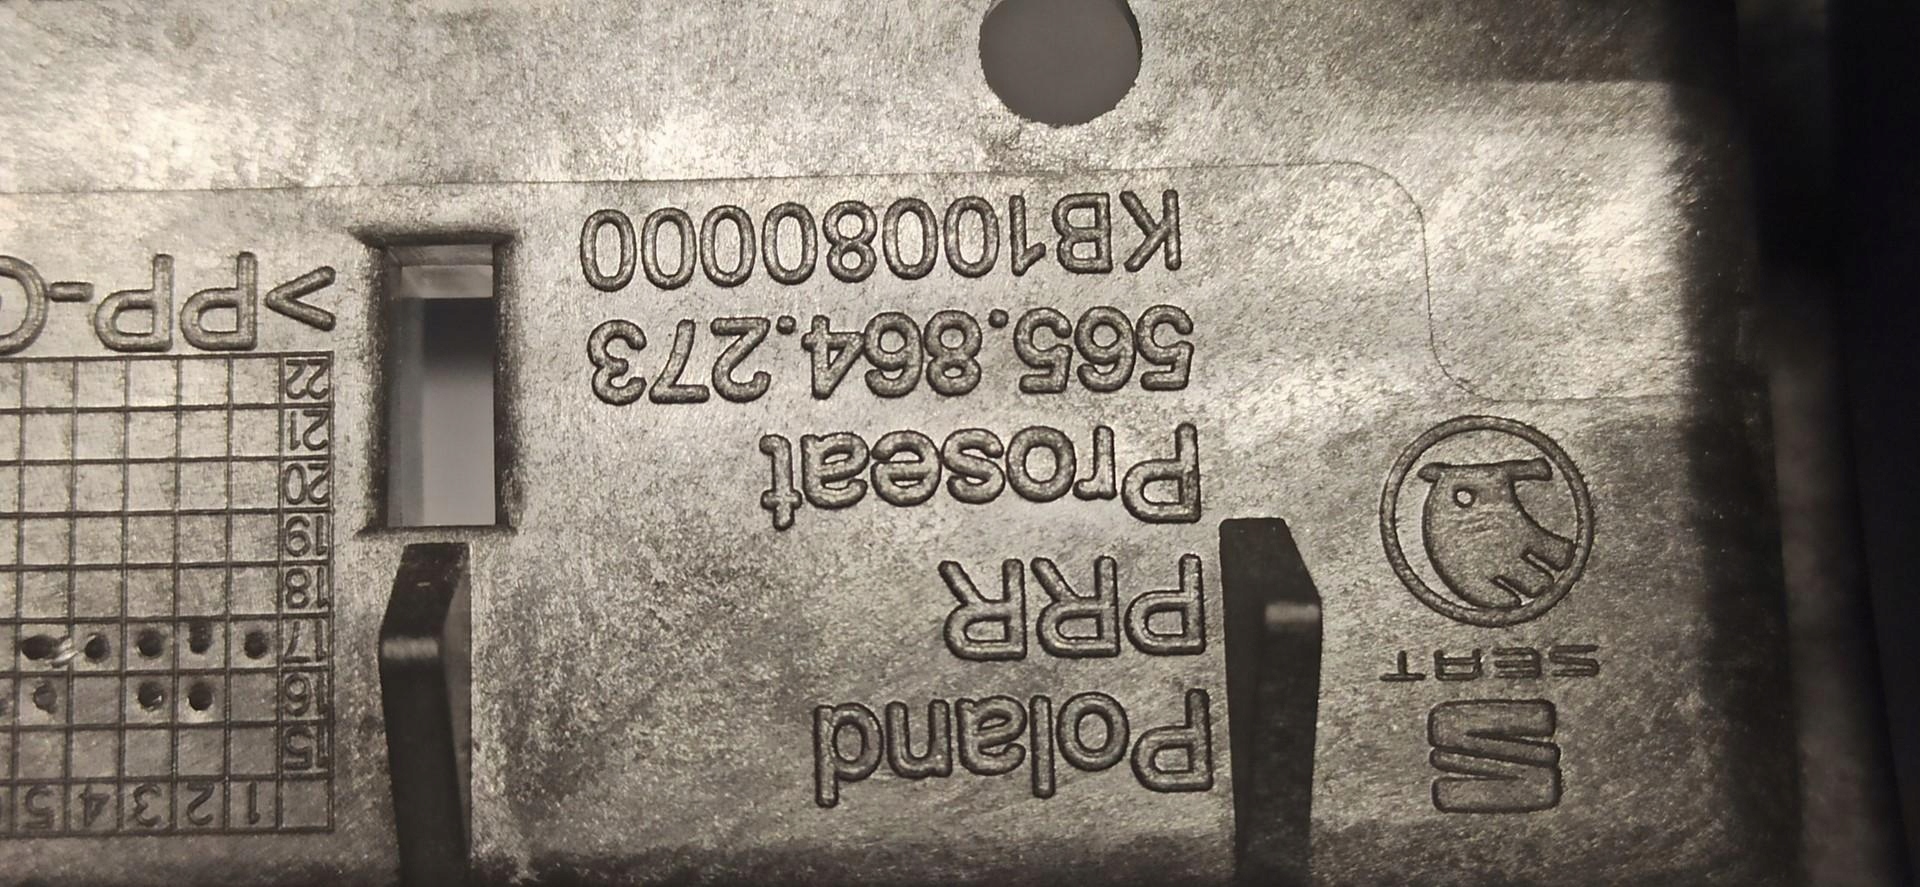 SEAT
Poland
PRR
Proseat
565.864.273
KB10080000
1 2 3 4 5
15
16
17
18
19
20
21
22
>PP-